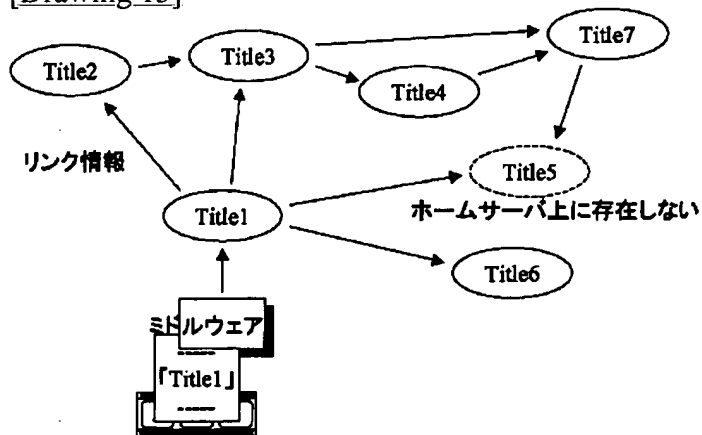 [Drawing 15]
Title7
Title3
Title2
Title4
リンク情報
Title5
Title1
ホームサーバ上に存在しない
Title6
ミドルウェア
「Title1」